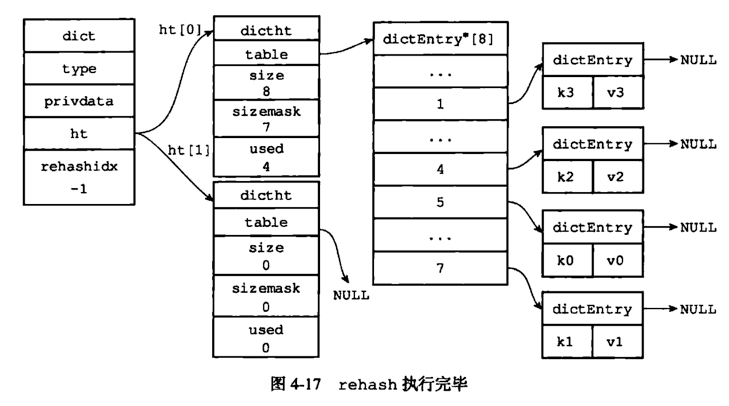 dict
type
privdata
ht
rehashidx
-1
ht[0]
dictht
table
size
8
sizemask
7
used
4
ht[1]
dictht
table
size
0
sizemask
0
used
0
NULL
dictEntry*[8]
...
1
...
4
5
...
7
dictEntry
k3 v3
NULL
dictEntry
k2 v2
NULL
dictEntry
k0 v0
NULL
dictEntry
k1 v1
NULL
图 4-17 rehash 执行完毕